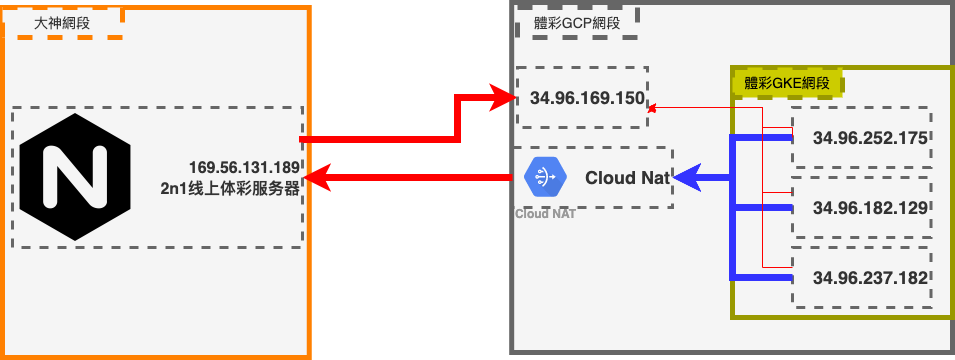 大神網段
N
169.56.131.189
2n1线上体彩服务器
體彩GCP網段
34.96.169.150
Cloud Nat
Cloud NAT
體彩GKE網段
34.96.252.175
34.96.182.129
34.96.237.182